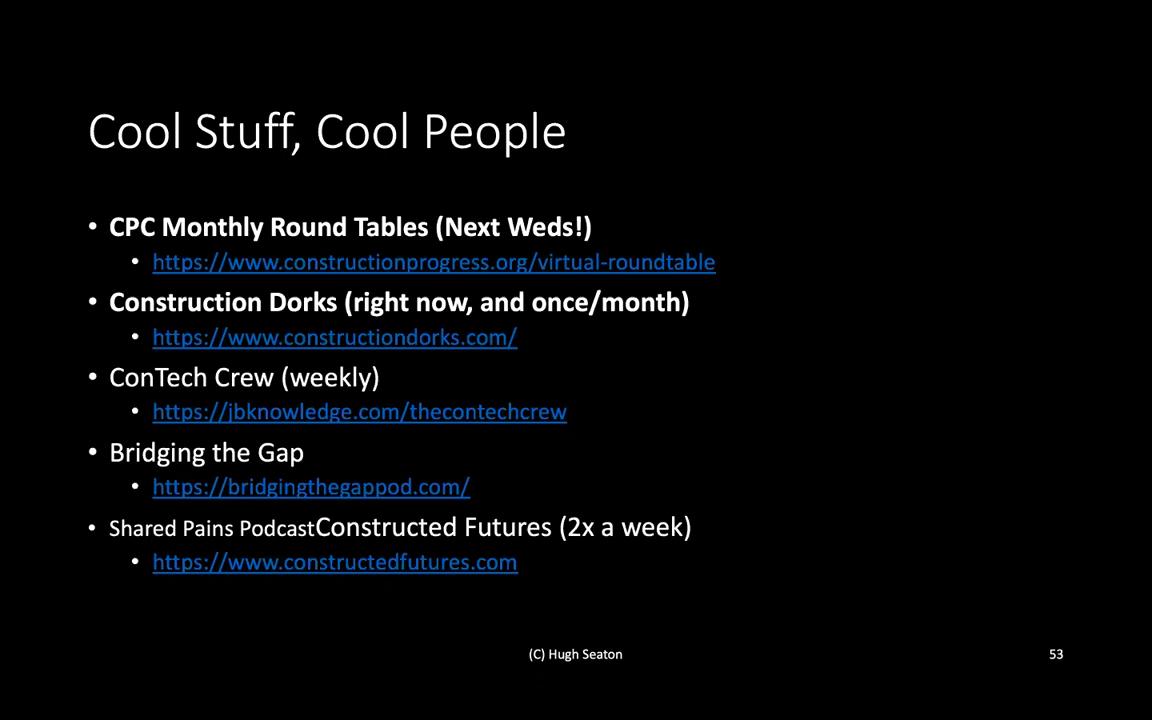 Cool Stuff, Cool People
• CPC Monthly Round Tables (Next Weds!)
• https://www.constructionprogress.org/virtual-roundtable
• Construction Dorks (right now, and once/month)
• https://www.constructiondorks.com/
• ConTech Crew (weekly)
• https://jbknowledge.com/thecontechcrew
• Bridging the Gap
• https://bridgingthegappod.com/
• Shared Pains PodcastConstructed Futures (2x a week)
• https://www.constructedfutures.com
(C) Hugh Seaton
53